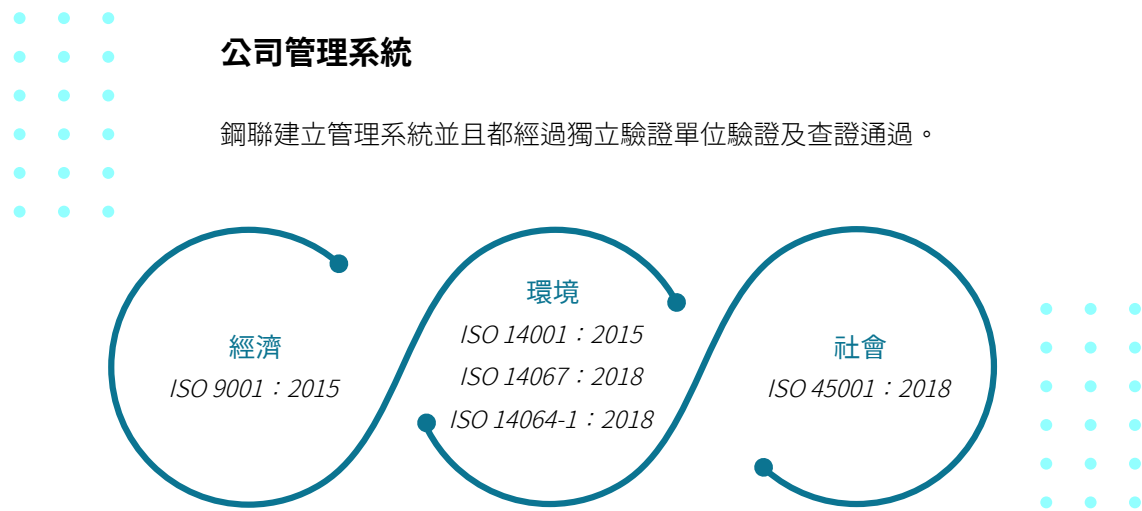 公司管理系統
鋼聯建立管理系統並且都經過獨立驗證單位驗證及查證通過。
經濟
ISO 9001：2015
環境
ISO 14001：2015
ISO 14067：2018
ISO 14064-1：2018
社會
ISO 45001：2018